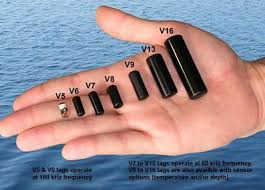 V16
V13
V9
V8
V7
V6
V5
V5 & V6 tags operate
at 180 kHz frequency
V7 to V16 tags operate at 69 kHz frequency.
V9 to V16 tags are also availble with sensor
options (temperature and/or depth)